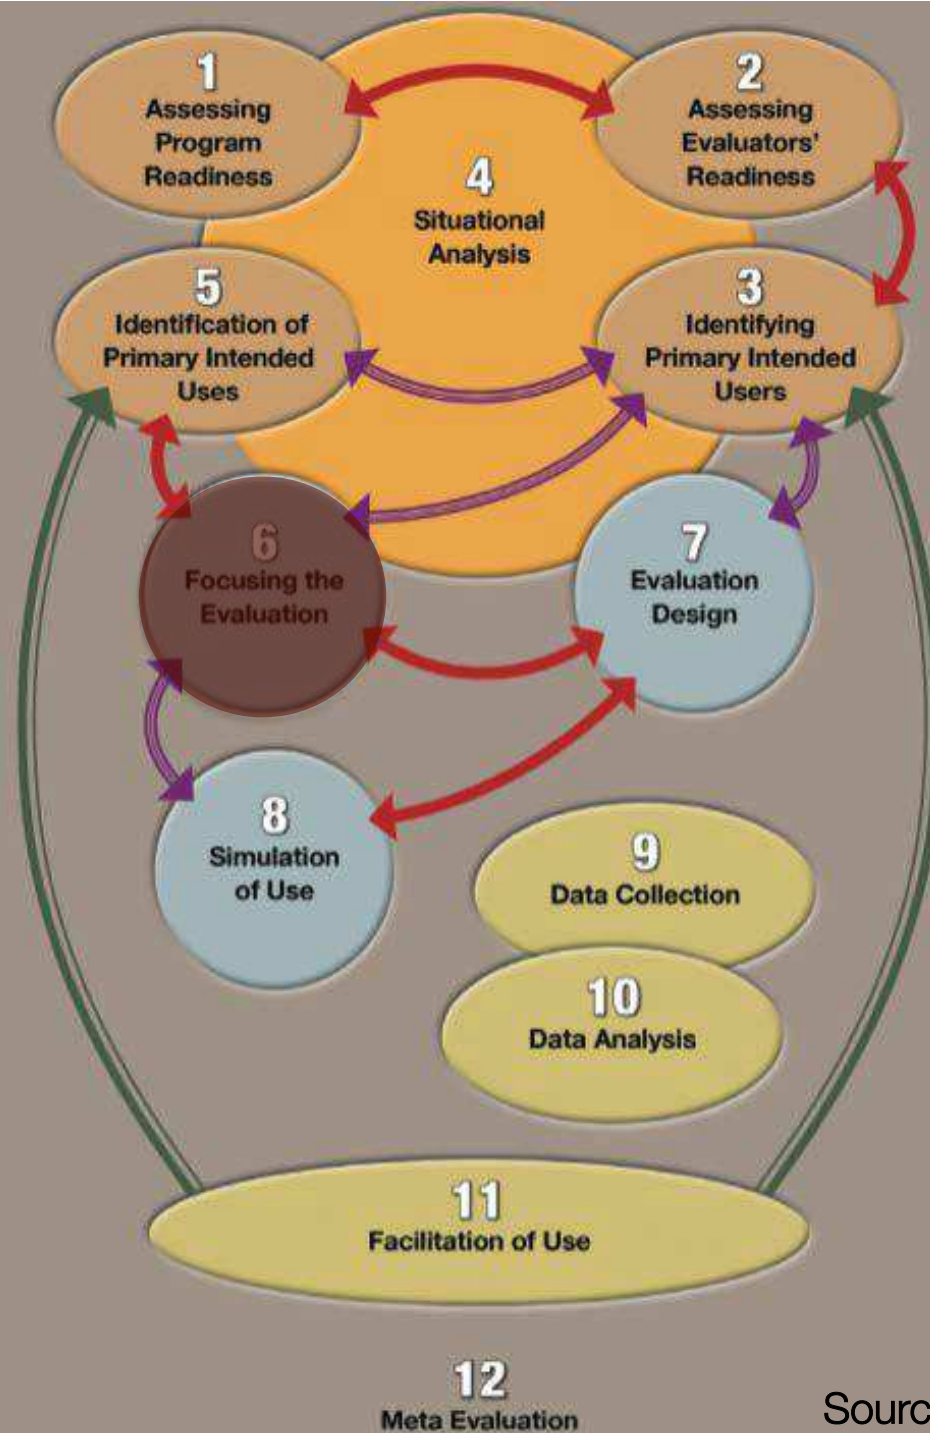 1
Assessing
Program
Readiness
2
Assessing
Evaluators'
Readiness
4
Situational
Analysis
5
Identification of
Primary Intended
Uses
3
Identifying
Primary Intended
Users
6
Focusing the
Evaluation
7
Evaluation
Design
8
Simulation
of Use
9
Data Collection
10
Data Analysis
11
Facilitation of Use
12
Meta Evaluation
Sourc